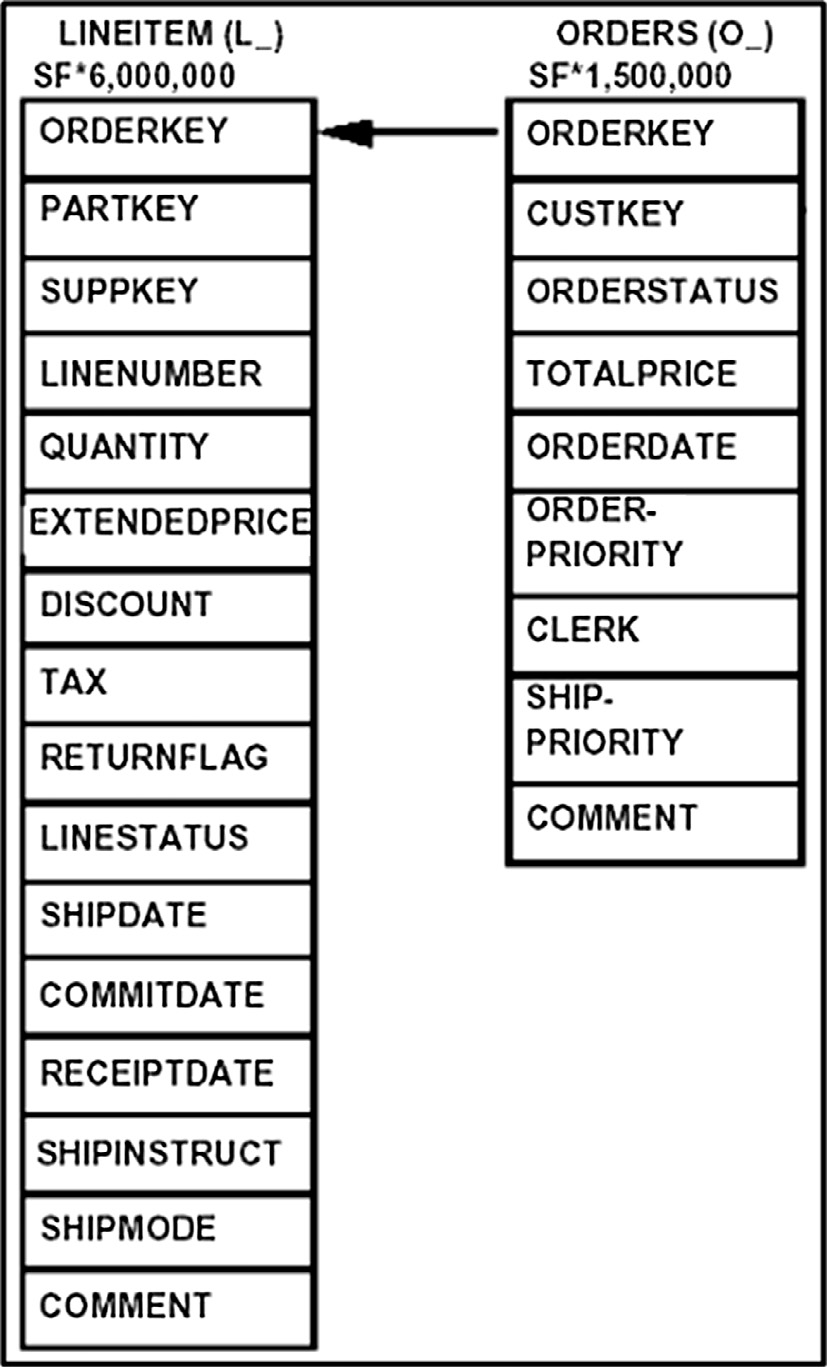 LINEITEM (L_)
SF*6,000,000
ORDERKEY
PARTKEY
SUPPKEY
LINENUMBER
QUANTITY
EXTENDEDPRICE
DISCOUNT
TAX
RETURNFLAG
LINESTATUS
SHIPDATE
COMMITDATE
RECEIPTDATE
SHIPINSTRUCT
SHIPMODE
COMMENT
ORDERS (O_)
SF*1,500,000
ORDERKEY
CUSTKEY
ORDERSTATUS
TOTALPRICE
ORDERDATE
ORDER-
PRIORITY
CLERK
SHIP-
PRIORITY
COMMENT